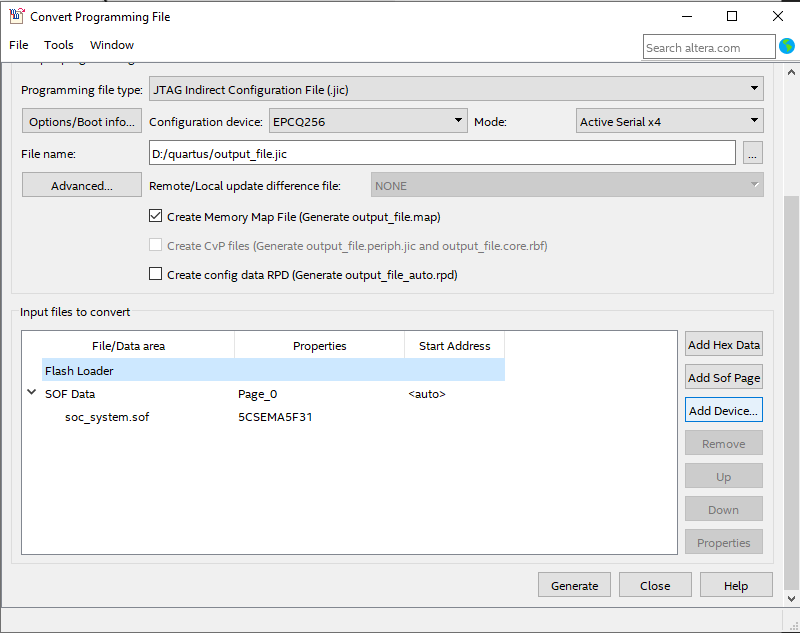 Convert Programming File
File Tools Window
Search altera.com
Programming file type: JTAG Indirect Configuration File (.jic)
Options/Boot info... Configuration device: EPCQ256 Mode: Active Serial x4
File name: D:/quartus/output_file.jic ...
Advanced... Remote/Local update difference file: NONE
Create Memory Map File (Generate output_file.map)
Create CvP files (Generate output_file.periph.jic and output_file.core.rbf)
Create config data RPD (Generate output_file_auto.rpd)
Input files to convert
File/Data area Properties Start Address
Flash Loader
SOF Data Page_0 <auto>
soc_system.sof 5CSEMA5F31
Add Hex Data
Add Sof Page
Add Device...
Remove
Up
Down
Properties
Generate Close Help